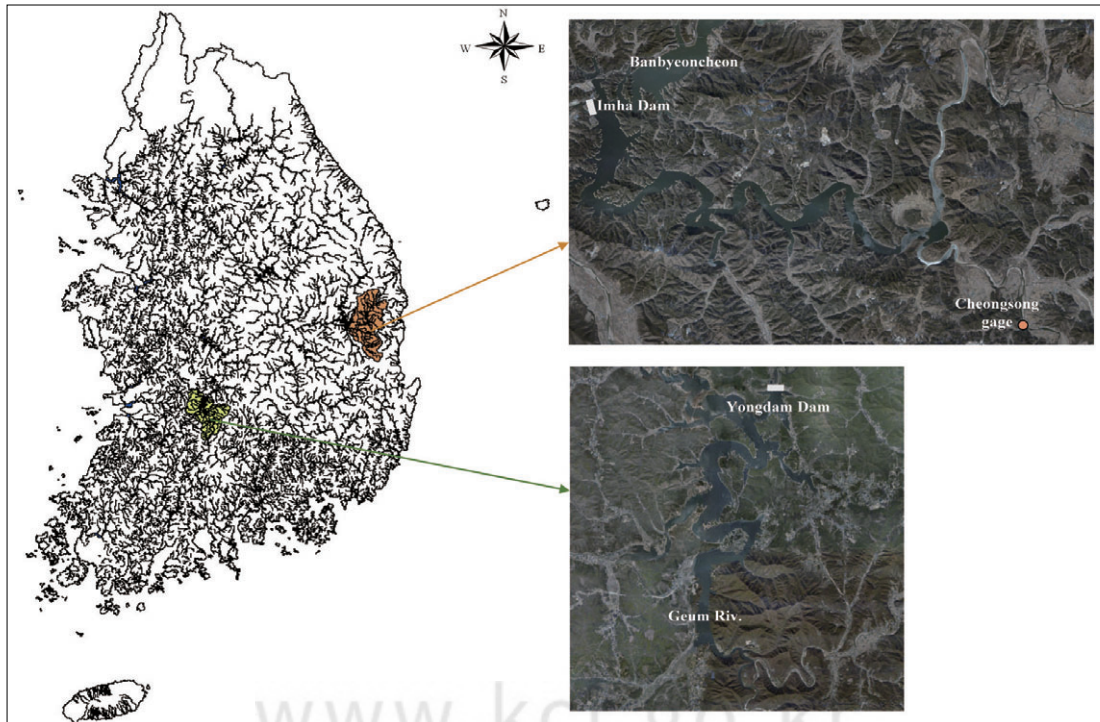 N
W E
S
Banbyeoncheon
Imha Dam
Cheongsong
gage
Yongdam Dam
Geum Riv.